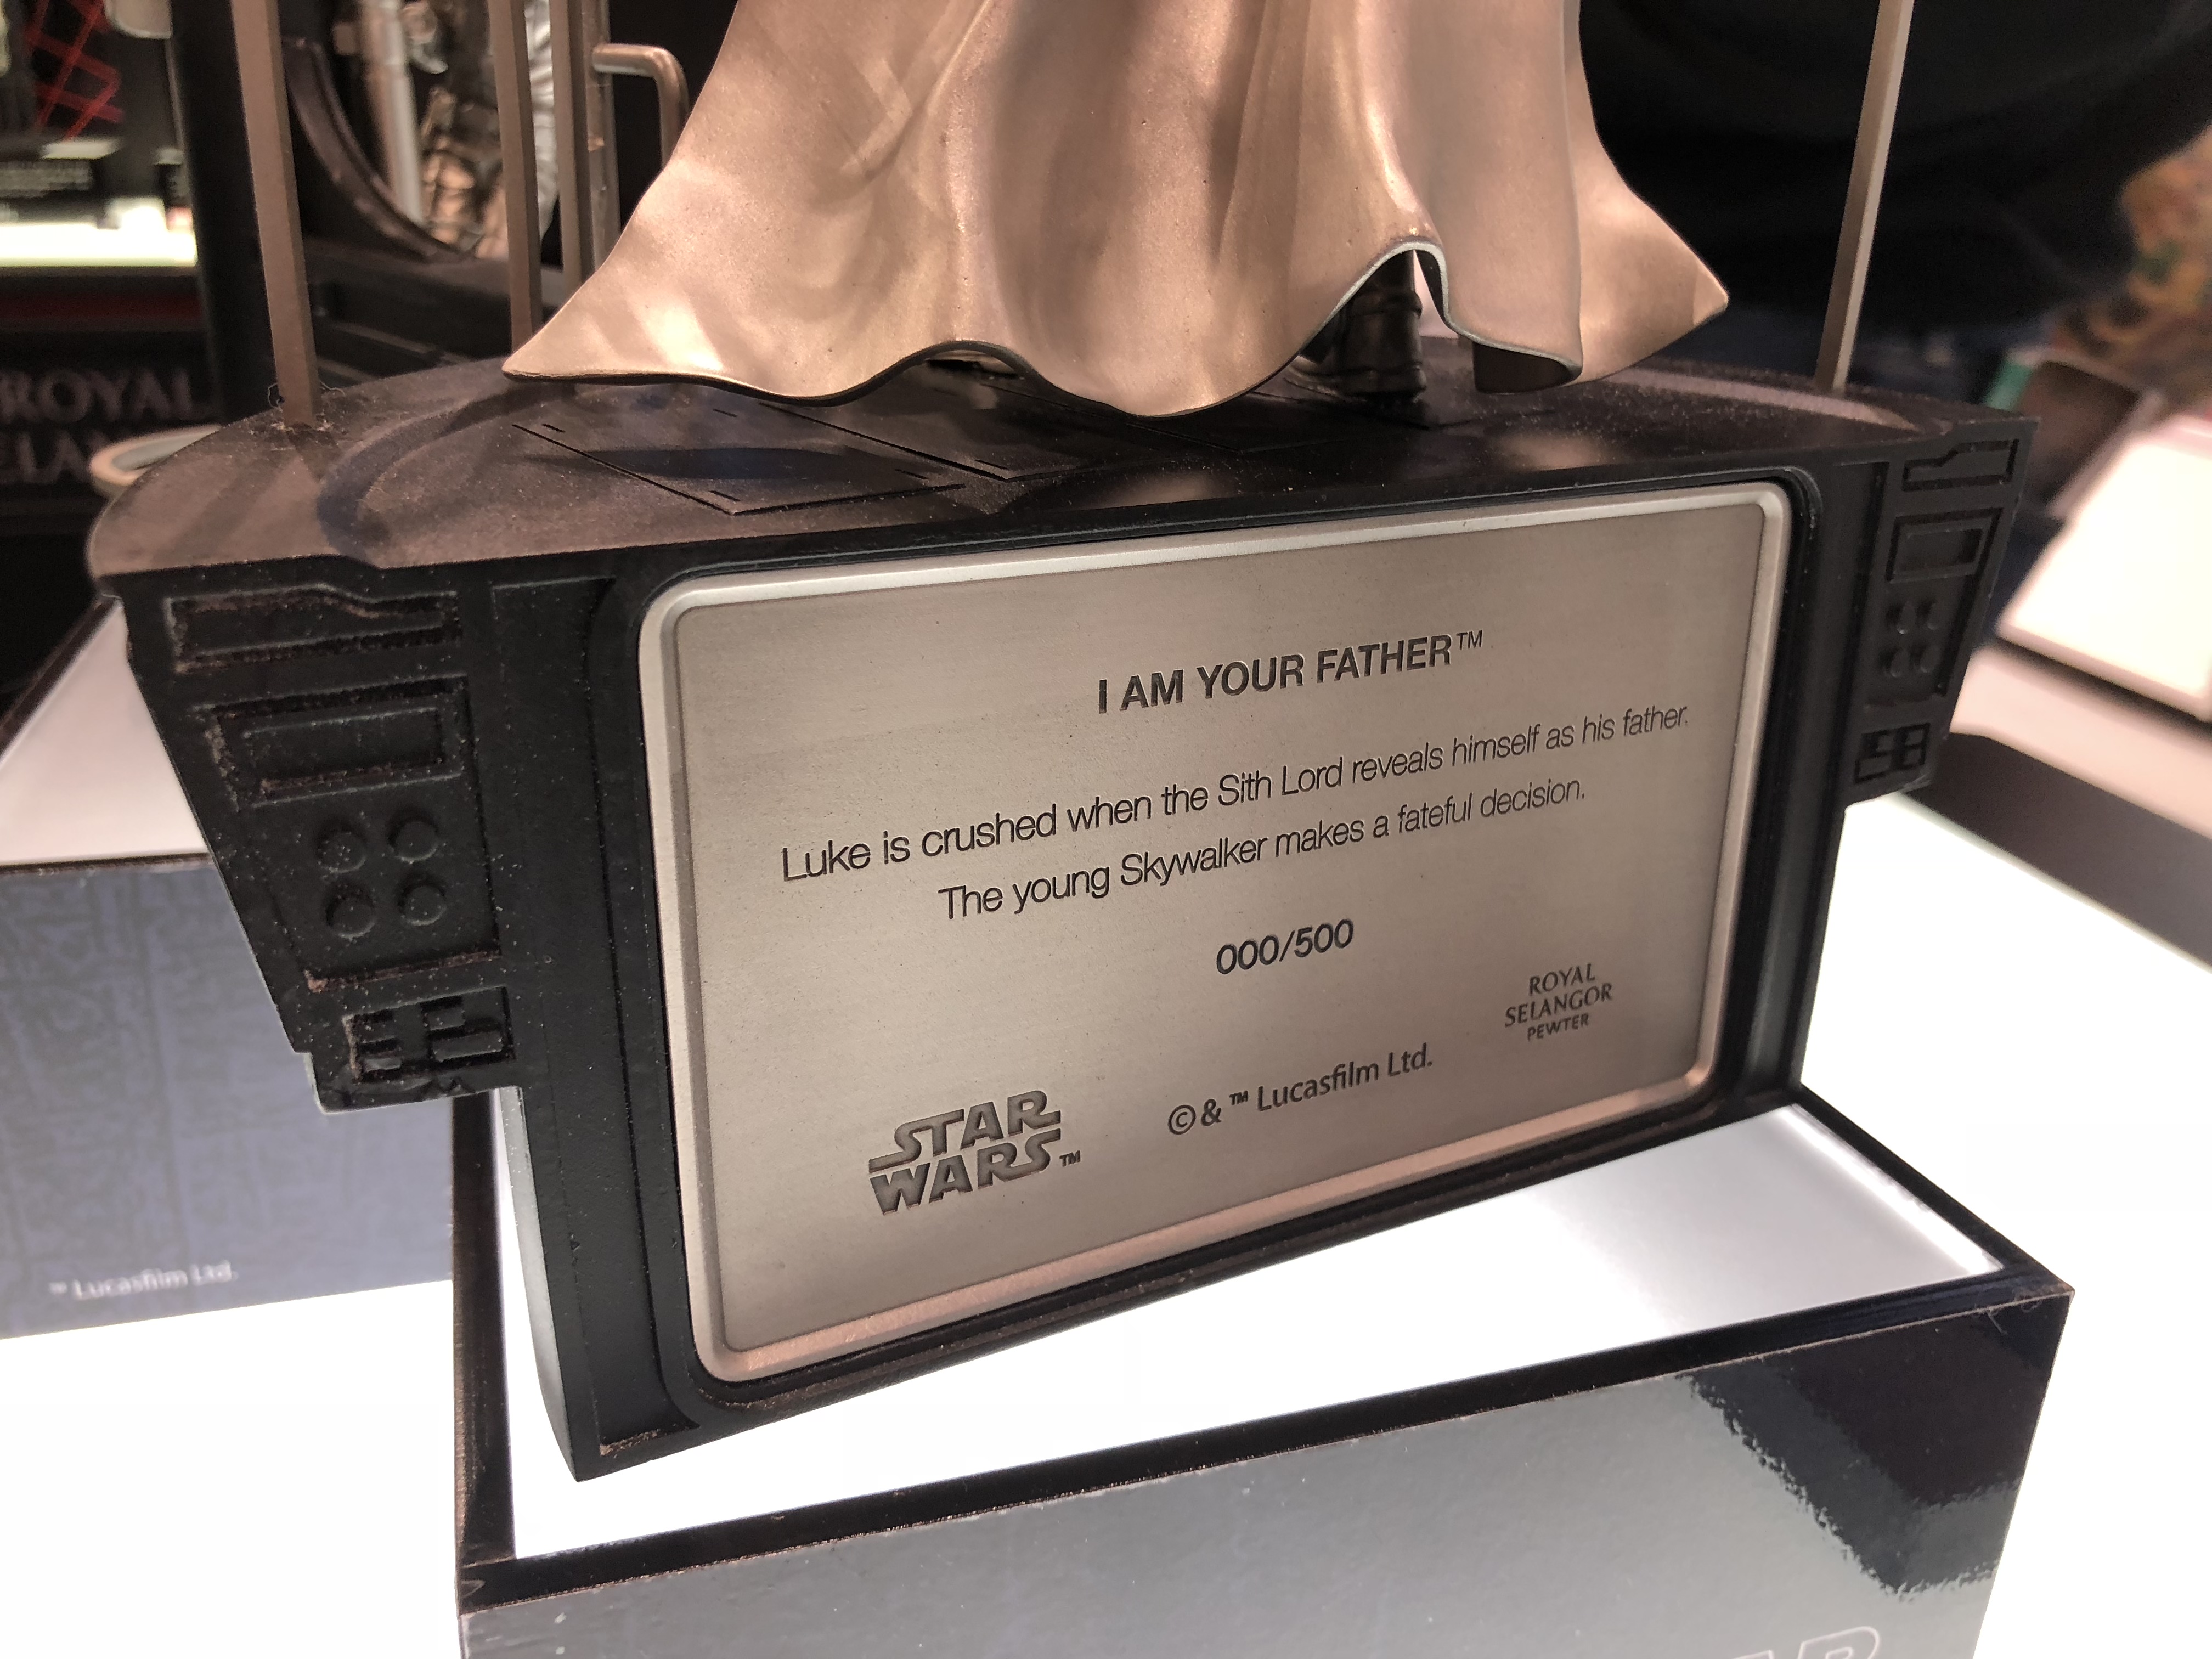 ROYAL
I AM YOUR FATHER™
Luke is crushed when the Sith Lord reveals himself as his father.
The young Skywalker makes a fateful decision.
000/500
ROYAL
SELANGOR
PEWTER
©&™ Lucasfilm Ltd.
STAR
WARS™
™ Lucasfilm Ltd.